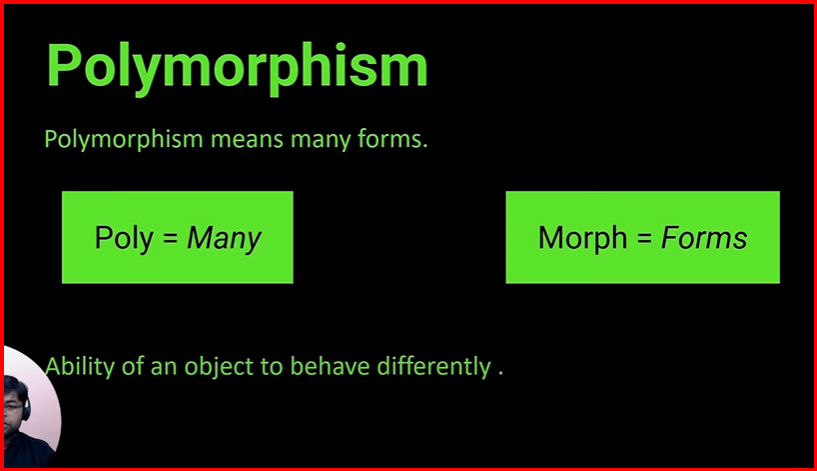 Polymorphism
Polymorphism means many forms.
Poly = Many
Morph = Forms
Ability of an object to behave differently .